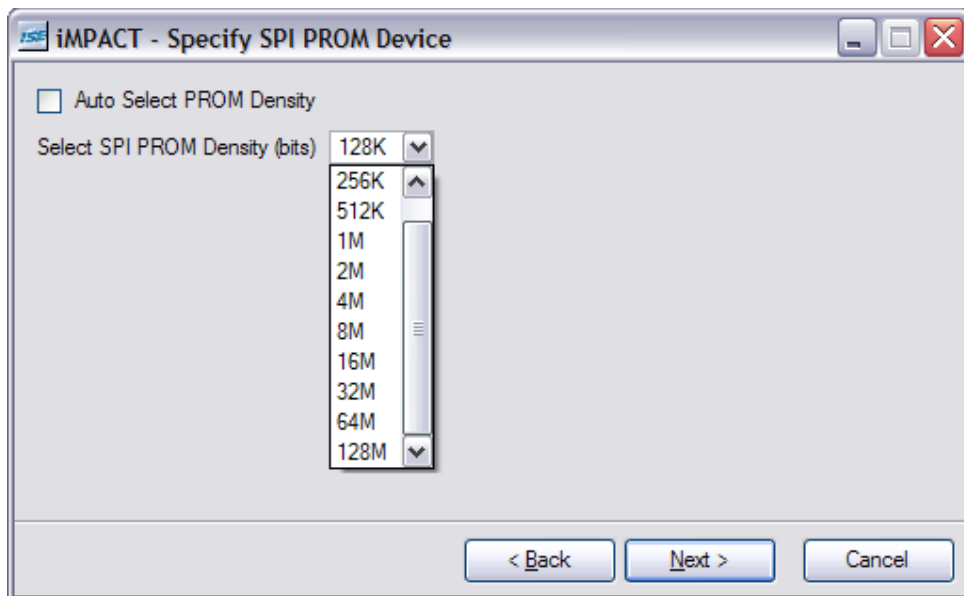 ISE iMPACT - Specify SPI PROM Device
Auto Select PROM Density
Select SPI PROM Density (bits) 128K
256K
512K
1M
2M
4M
8M
16M
32M
64M
128M
< Back Next > Cancel